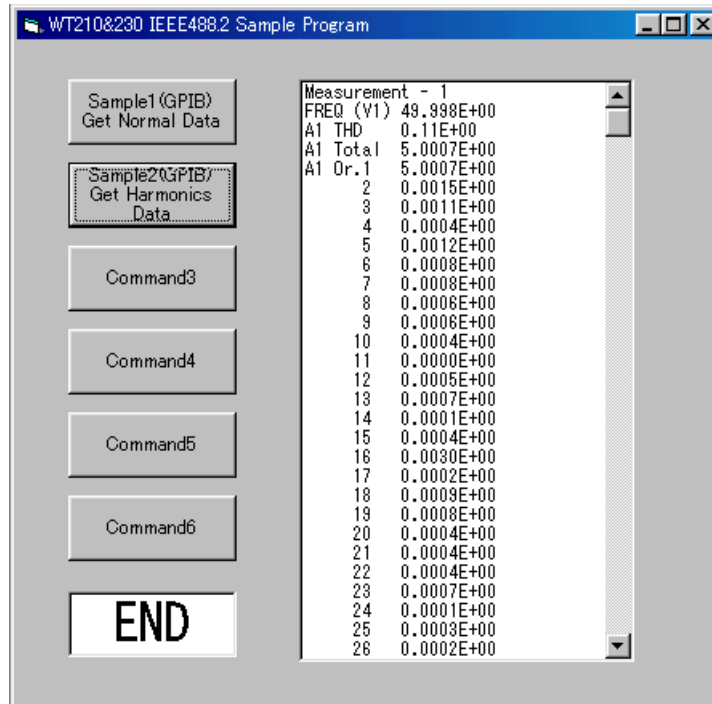 WT210&230 IEEE488.2 Sample Program
Sample1(GPIB)
Get Normal Data
Sample2(GPIB)
Get Harmonics
Data
Command3
Command4
Command5
Command6
END
Measurement - 1
FREQ (V1) 49.998E+00
A1 THD 0.11E+00
A1 Total 5.0007E+00
A1 Or.1 5.0007E+00
2 0.0015E+00
3 0.0011E+00
4 0.0004E+00
5 0.0012E+00
6 0.0008E+00
7 0.0008E+00
8 0.0006E+00
9 0.0006E+00
10 0.0004E+00
11 0.0000E+00
12 0.0005E+00
13 0.0007E+00
14 0.0001E+00
15 0.0004E+00
16 0.0030E+00
17 0.0002E+00
18 0.0009E+00
19 0.0008E+00
20 0.0004E+00
21 0.0004E+00
22 0.0004E+00
23 0.0007E+00
24 0.0001E+00
25 0.0003E+00
26 0.0002E+00